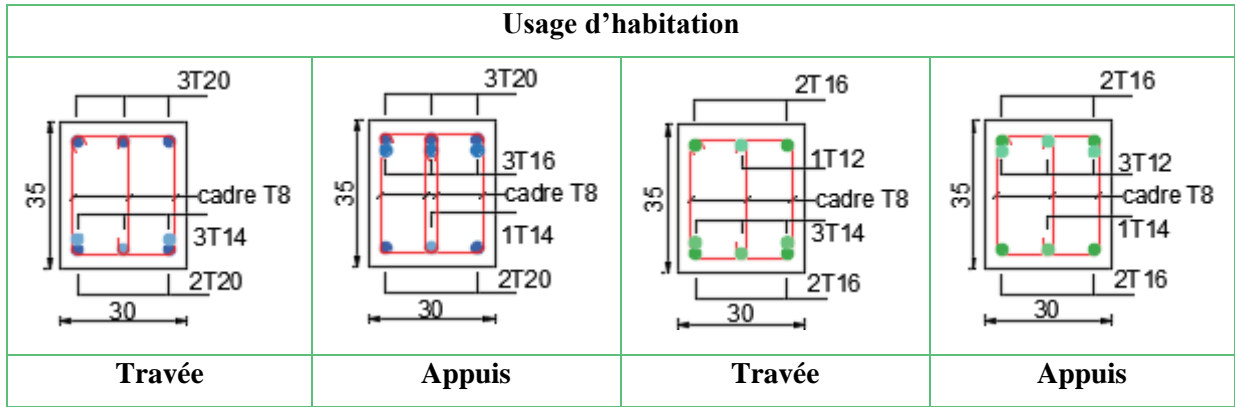 Usage d'habitation
3T20
35
cadre T8
3T14
2T20
30
3T20
35
3T16
cadre T8
1T14
2T20
30
2T16
35
1T12
cadre T8
3T14
2T16
30
2T16
35
3T12
cadre T8
1T14
2T16
30
Travée
Appuis
Travée
Appuis